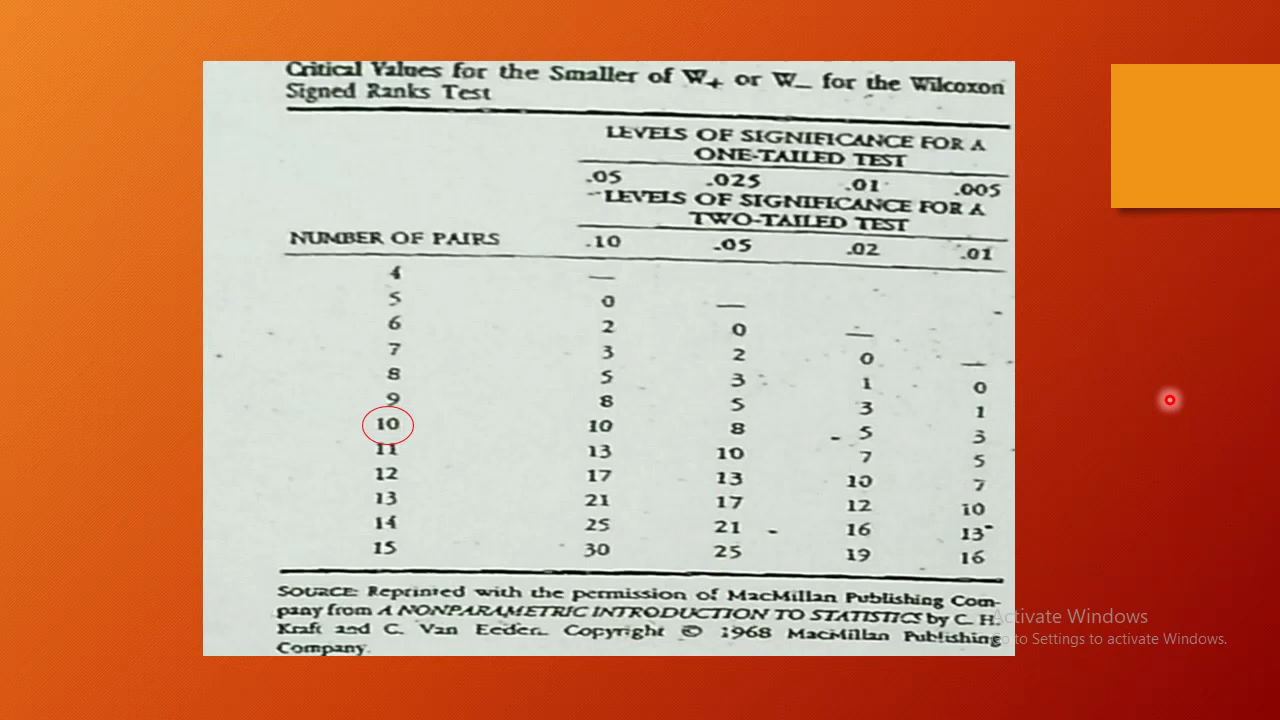 Critical Values for the Smaller of W+ or W− for the Wilcoxon
Signed Ranks Test
LEVELS OF SIGNIFICANCE FOR A
ONE-TAILED TEST
.05 .025 .01 .005
LEVELS OF SIGNIFICANCE FOR A
TWO-TAILED TEST
NUMBER OF PAIRS .10 .05 .02 .01
4 —
5 0 —
6 2 0 —
7 3 2 0 —
8 5 3 1 0
9 8 5 3 1
10 10 8 5 3
11 13 10 7 5
12 17 13 10 7
13 21 17 12 10
14 25 21 16 13
15 30 25 19 16
SOURCE: Reprinted with the permission of MacMillan Publishing Com-
pany from A NONPARAMETRIC INTRODUCTION TO STATISTICS by C. H.
Kraft and C. Van Eeden. Copyright © 1968 MacMillan Publishing
Company.
Activate Windows
Go to Settings to activate Windows.